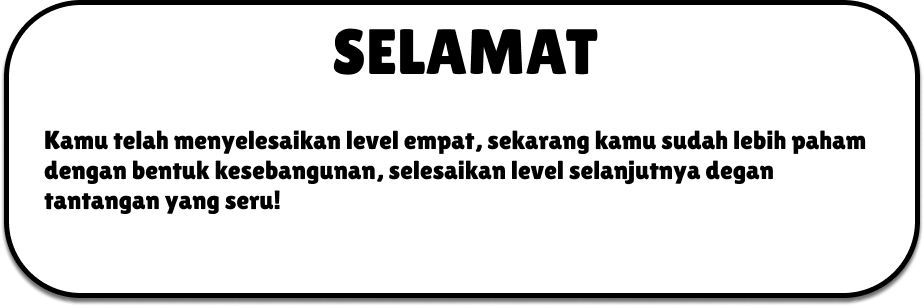 SELAMAT
Kamu telah menyelesaikan level empat, sekarang kamu sudah lebih paham
dengan bentuk kesebangunan, selesaikan level selanjutnya degan
tantangan yang seru!